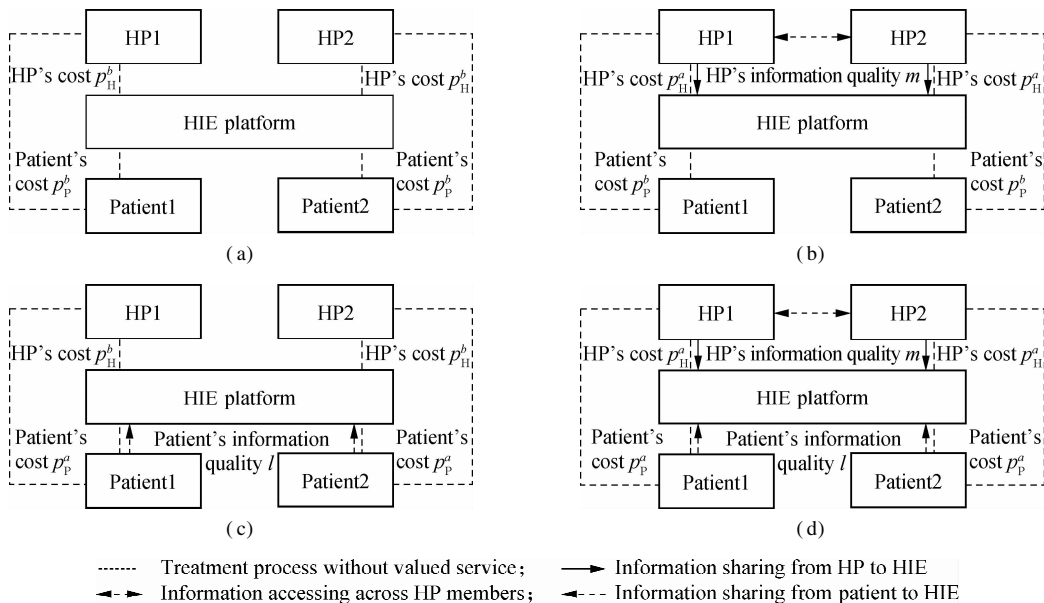 HP1 HP2
HP's cost p_H^b HP's cost p_H^b
HIE platform
Patient's cost p_P^b Patient's cost p_P^b
Patient1 Patient2
(a)
HP1 HP2
HP's cost p_H^a HP's information quality m HP's cost p_H^a
HIE platform
Patient's cost p_P^b Patient's cost p_P^b
Patient1 Patient2
(b)
HP1 HP2
HP's cost p_H^b HP's cost p_H^b
HIE platform
Patient's cost p_P^a Patient's information quality l Patient's cost p_P^a
Patient1 Patient2
(c)
HP1 HP2
HP's cost p_H^a HP's information quality m HP's cost p_H^a
HIE platform
Patient's cost p_P^a Patient's information quality l Patient's cost p_P^a
Patient1 Patient2
(d)
Treatment process without valued service; Information sharing from HP to HIE
Information accessing across HP members; Information sharing from patient to HIE